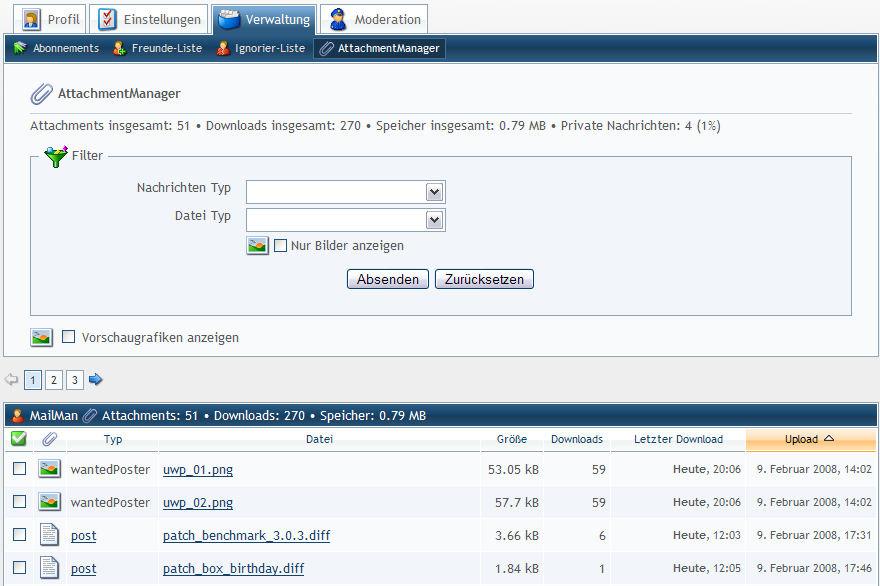 Profil Einstellungen Verwaltung Moderation
Abonnements Freunde-Liste Ignorier-Liste AttachmentManager
AttachmentManager
Attachments insgesamt: 51 • Downloads insgesamt: 270 • Speicher insgesamt: 0.79 MB • Private Nachrichten: 4 (1%)
Filter
Nachrichten Typ
Datei Typ
Nur Bilder anzeigen
Absenden Zurücksetzen
Vorschaugrafiken anzeigen
1 2 3
MailMan Attachments: 51 • Downloads: 270 • Speicher: 0.79 MB
Typ Datei Größe Downloads Letzter Download Upload
wantedPoster uwp_01.png 53.05 kB 59 Heute, 20:06 9. Februar 2008, 14:02
wantedPoster uwp_02.png 57.7 kB 59 Heute, 20:06 9. Februar 2008, 14:02
post patch_benchmark_3.0.3.diff 3.66 kB 6 Heute, 12:03 9. Februar 2008, 17:31
post patch_box_birthday.diff 1.84 kB 1 Heute, 12:05 9. Februar 2008, 17:46